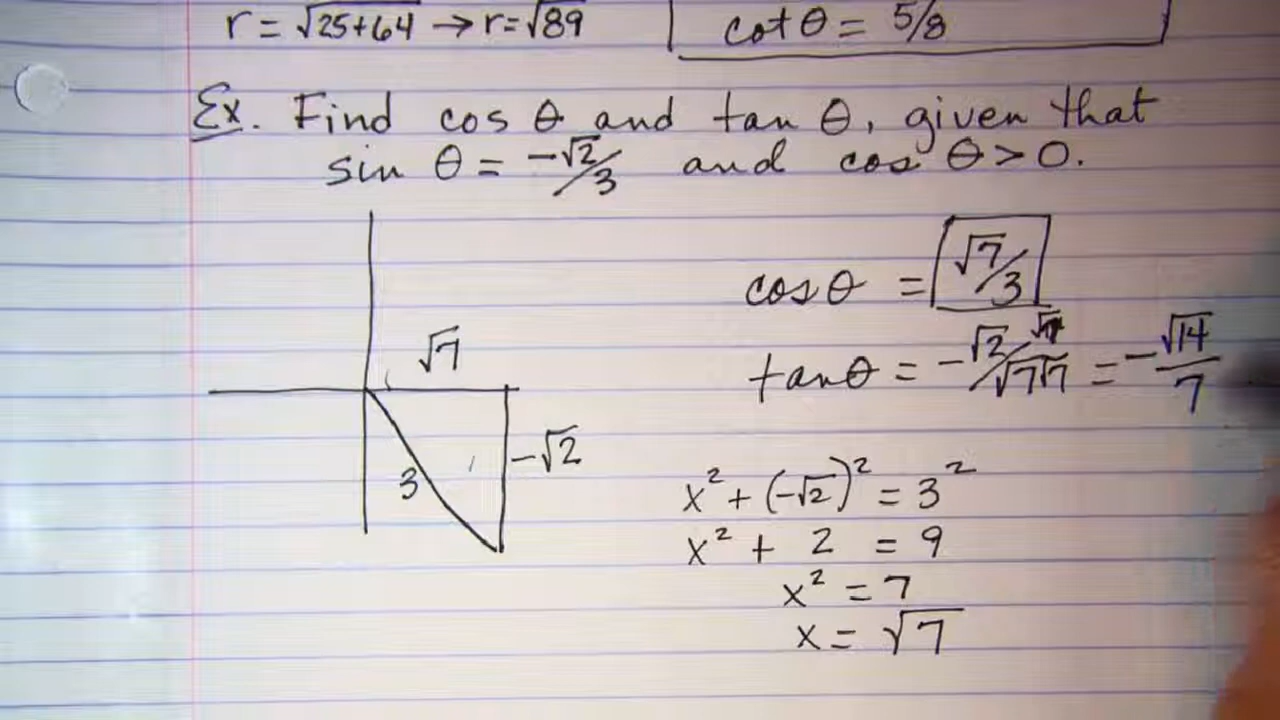 r = √25+64 → r = √89
cot θ = 5/8
Ex. Find cos θ and tan θ, given that
sin θ = -√2/3 and cos θ > 0.
cos θ = √7/3
tan θ = -√2/√7 √7/√7 = -√14/7
√7
-√2
3
x² + (-√2)² = 3²
x² + 2 = 9
x² = 7
x = √7